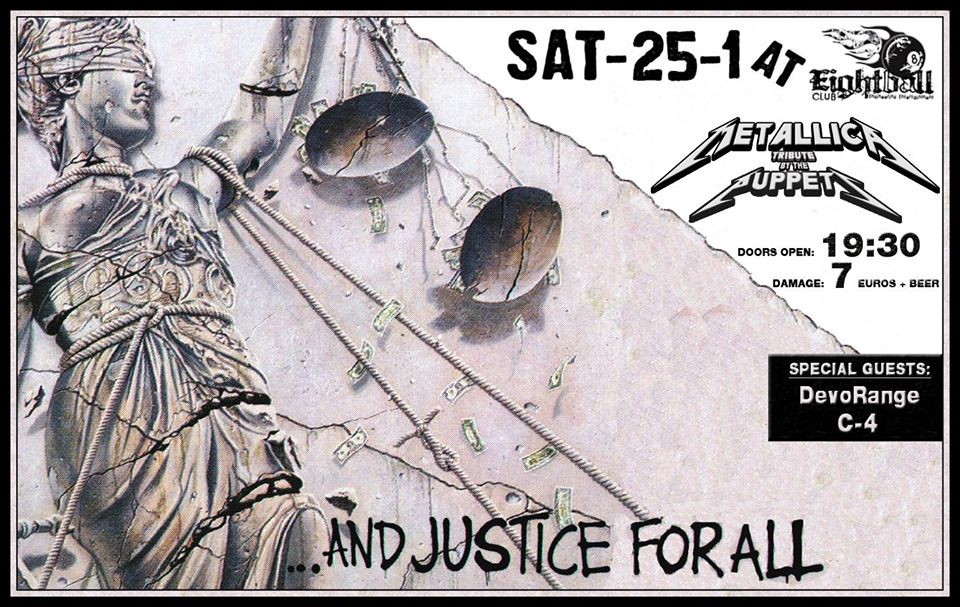 SAT-25-1 AT
Eightball
CLUB
METALLICA
TRIBUTE
BY THE
PUPPETZ
DOORS OPEN: 19:30
DAMAGE: 7 EUROS + BEER
SPECIAL GUESTS:
DevoRange
C-4
...AND JUSTICE FOR ALL